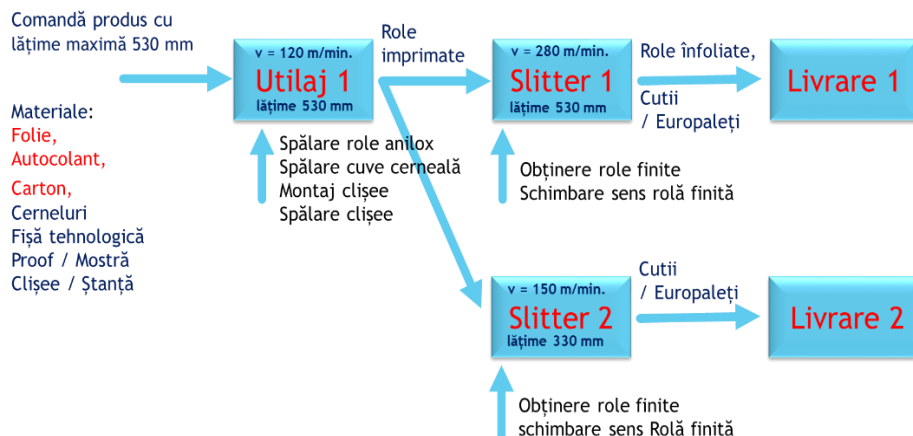 Comandă produs cu
lățime maximă 530 mm
Materiale:
Folie,
Autocolant,
Carton,
Cerneluri
Fișă tehnologică
Proof / Mostră
Clișee / Ștanță
v = 120 m/min.
Utilaj 1
lățime 530 mm
Spălare role anilox
Spălare cuve cerneală
Montaj clișee
Spălare clișee
Role
imprimate
v = 280 m/min.
Slitter 1
lățime 530 mm
Obținere role finite
Schimbare sens rolă finită
Role înfoliate,
Cutii
/ Europaleți
Livrare 1
v = 150 m/min.
Slitter 2
lățime 330 mm
Obținere role finite
schimbare sens Rolă finită
Cutii
/ Europaleți
Livrare 2